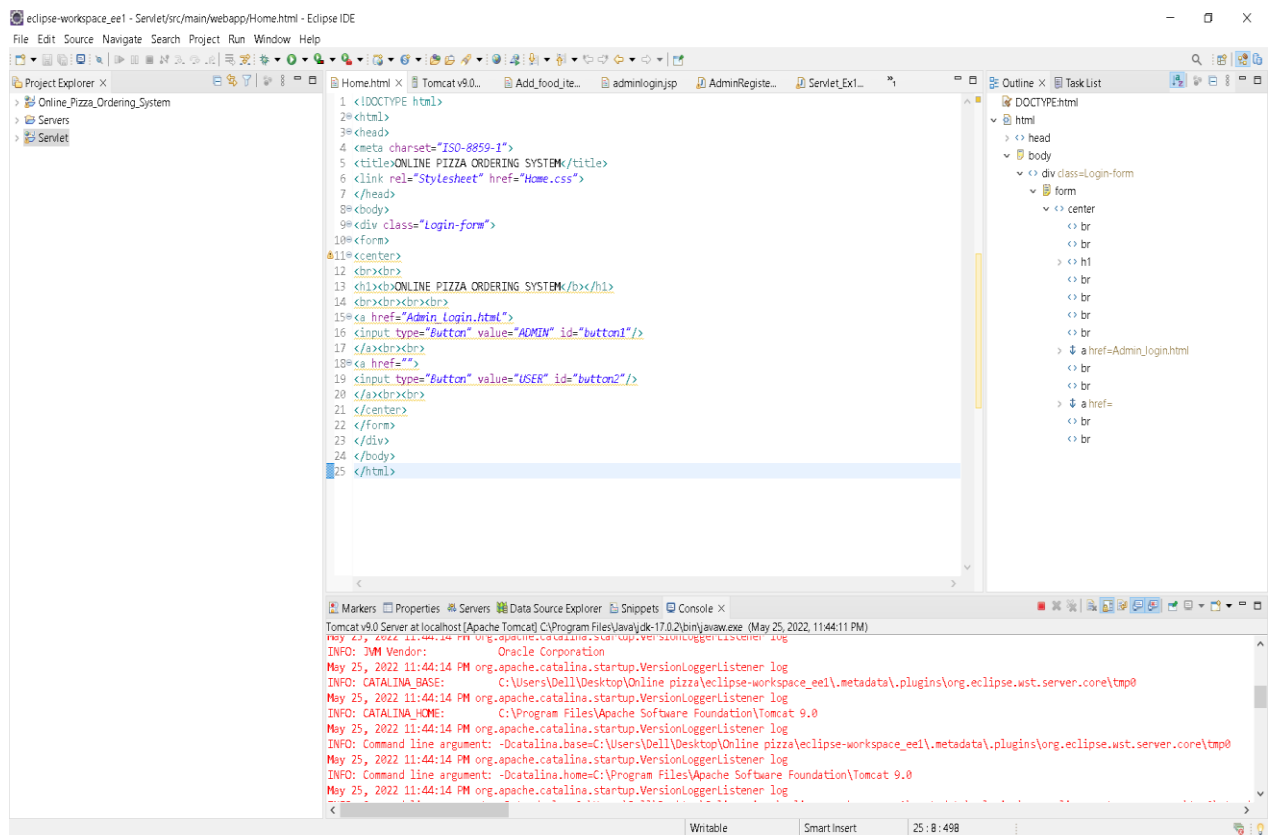 eclipse-workspace_ee1 - Servlet/src/main/webapp/Home.html - Eclipse IDE
File Edit Source Navigate Search Project Run Window Help
Project Explorer
Online_Pizza_Ordering_System
Servers
Servlet
Home.html Tomcat v9.0... Add_food_ite... adminlogin.jsp AdminRegiste... Servlet_Ex1... »1
1 <!DOCTYPE html>
2 <html>
3 <head>
4 <meta charset="ISO-8859-1">
5 <title>ONLINE PIZZA ORDERING SYSTEM</title>
6 <link rel="Stylesheet" href="Home.css">
7 </head>
8 <body>
9 <div class="Login-form">
10 <form>
11 <center>
12 <br><br>
13 <h1><b>ONLINE PIZZA ORDERING SYSTEM</b></h1>
14 <br><br><br><br>
15 <a href="Admin_login.html">
16 <input type="Button" value="ADMIN" id="button1"/>
17 </a><br><br>
18 <a href="">
19 <input type="Button" value="USER" id="button2"/>
20 </a><br><br>
21 </center>
22 </form>
23 </div>
24 </body>
25 </html>
Outline Task List
DOCTYPE:html
html
head
body
div class=Login-form
form
center
br
br
h1
br
br
br
br
a href=Admin_login.html
br
br
a href=
br
br
Markers Properties Servers Data Source Explorer Snippets Console
Tomcat v9.0 Server at localhost [Apache Tomcat] C:\Program Files\Java\jdk-17.0.2\bin\javaw.exe (May 25, 2022, 11:44:11 PM)
May 25, 2022 11:44:14 PM org.apache.catalina.startup.VersionLoggerListener log
INFO: JVM Vendor: Oracle Corporation
May 25, 2022 11:44:14 PM org.apache.catalina.startup.VersionLoggerListener log
INFO: CATALINA_BASE: C:\Users\Dell\Desktop\Online pizza\eclipse-workspace_ee1\.metadata\.plugins\org.eclipse.wst.server.core\tmp0
May 25, 2022 11:44:14 PM org.apache.catalina.startup.VersionLoggerListener log
INFO: CATALINA_HOME: C:\Program Files\Apache Software Foundation\Tomcat 9.0
May 25, 2022 11:44:14 PM org.apache.catalina.startup.VersionLoggerListener log
INFO: Command line argument: -Dcatalina.base=C:\Users\Dell\Desktop\Online pizza\eclipse-workspace_ee1\.metadata\.plugins\org.eclipse.wst.server.core\tmp0
May 25, 2022 11:44:14 PM org.apache.catalina.startup.VersionLoggerListener log
INFO: Command line argument: -Dcatalina.home=C:\Program Files\Apache Software Foundation\Tomcat 9.0
May 25, 2022 11:44:14 PM org.apache.catalina.startup.VersionLoggerListener log
Writable Smart Insert 25 : 8 : 498